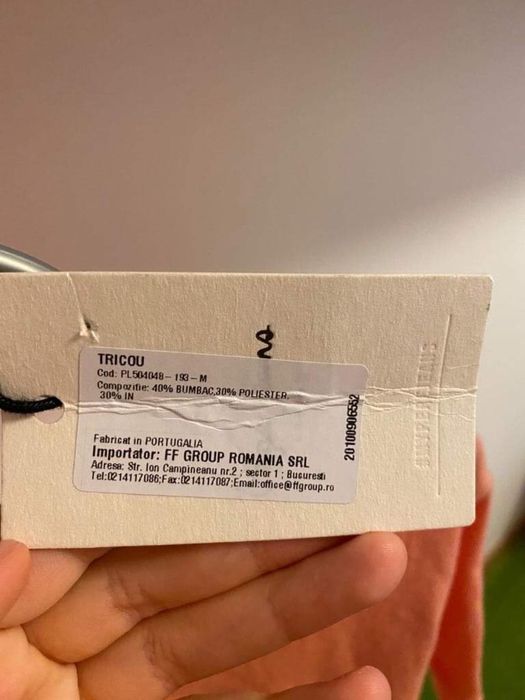 TRICOU
Cod: PL504048- 193-M
Compozitie: 40% BUMBAC,30% POLIESTER.
30% IN
Fabricat in PORTUGALIA
Importator: FF GROUP ROMANIA SRL
Adresa: Str. Ion Campineanu nr.2 ; sector 1 ; Bucuresti
Tel:0214117086;Fax:0214117087;Email:office@ffgroup.ro
20100906552